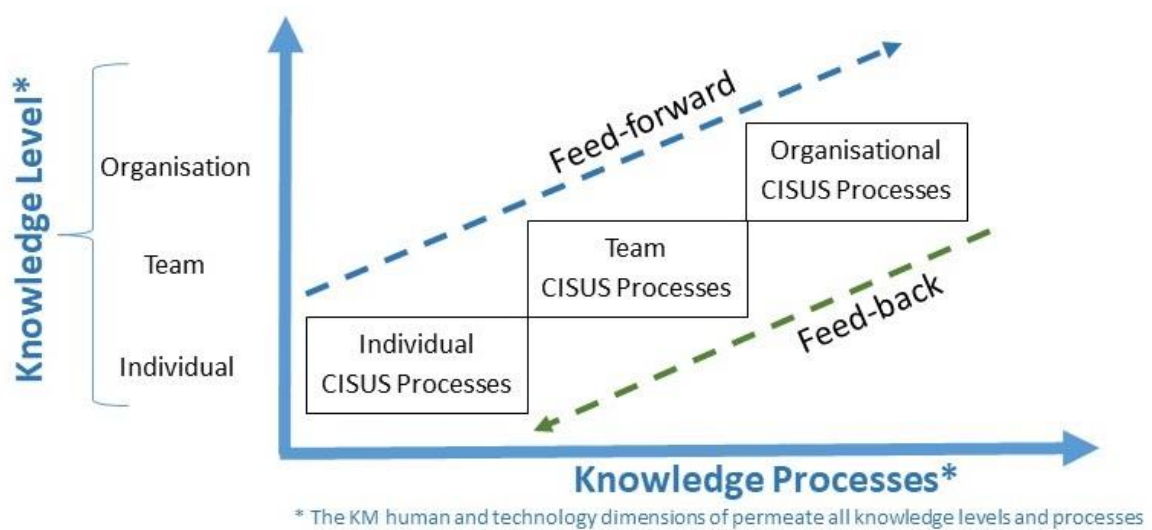 Knowledge Level*
Organisation
Team
Individual
Feed-forward
Organisational
CISUS Processes
Team
CISUS Processes
Individual
CISUS Processes
Feed-back
Knowledge Processes*
* The KM human and technology dimensions of permeate all knowledge levels and processes